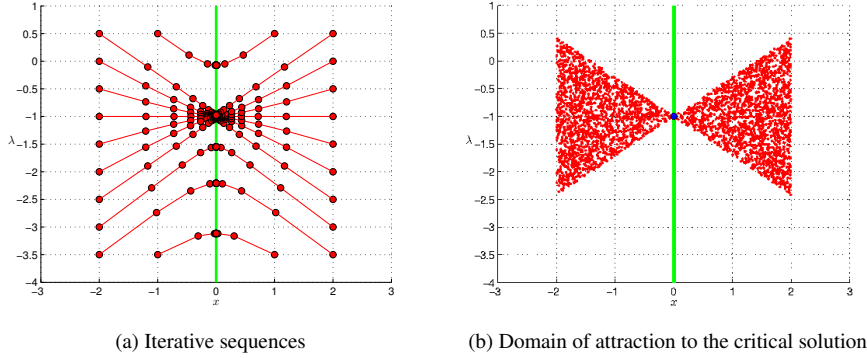 1
0.5
0
−0.5
−1
λ
−1.5
−2
−2.5
−3
−3.5
−4
−3 −2 −1 0 1 2 3
x
(a) Iterative sequences
1
0.5
0
−0.5
−1
λ
−1.5
−2
−2.5
−3
−3.5
−4
−3 −2 −1 0 1 2 3
x
(b) Domain of attraction to the critical solution